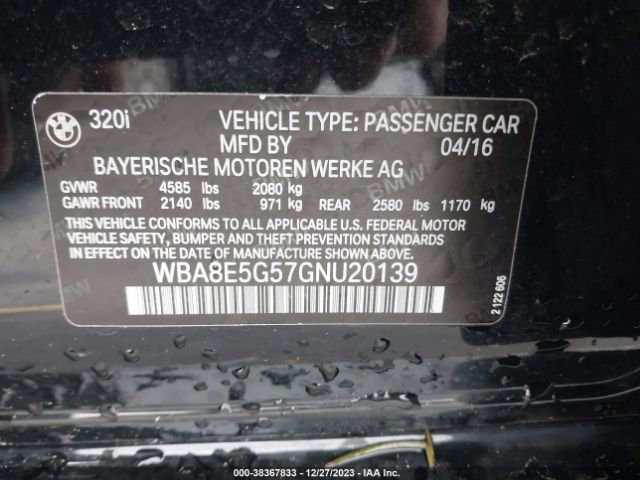 320i VEHICLE TYPE: PASSENGER CAR
MFD BY 04/16
BAYERISCHE MOTOREN WERKE AG
GVWR 4585 lbs 2080 kg
GAWR FRONT 2140 lbs 971 kg REAR 2580 lbs 1170 kg
THIS VEHICLE CONFORMS TO ALL APPLICABLE U.S. FEDERAL MOTOR
VEHICLE SAFETY, BUMPER AND THEFT PREVENTION STANDARDS
IN EFFECT ON THE DATE OF MANUFACTURE SHOWN ABOVE.
WBA8E5G57GNU20139
2 122 606
000-38367833 - 12/27/2023 - IAA Inc.